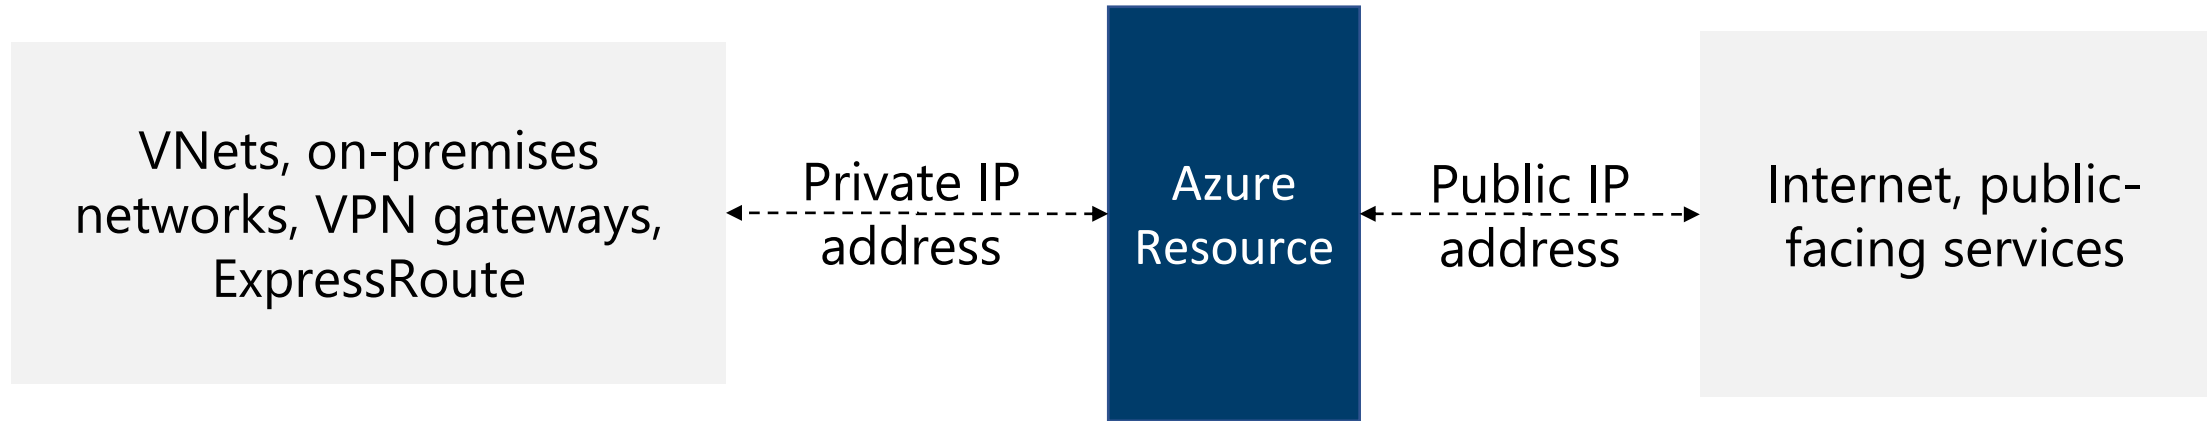 VNets, on-premises
networks, VPN gateways,
ExpressRoute
Private IP
address
Azure
Resource
Public IP
address
Internet, public-
facing services